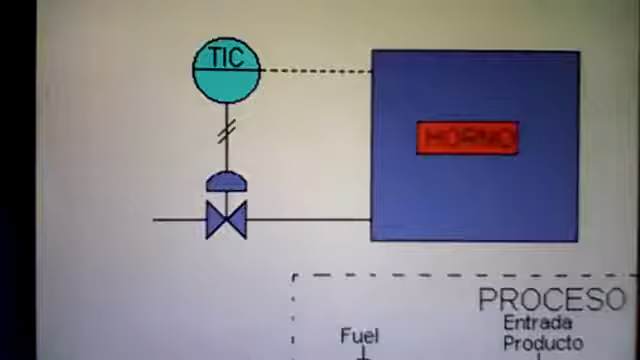 TIC
HORNO
PROCESO
Entrada
Producto
Fuel